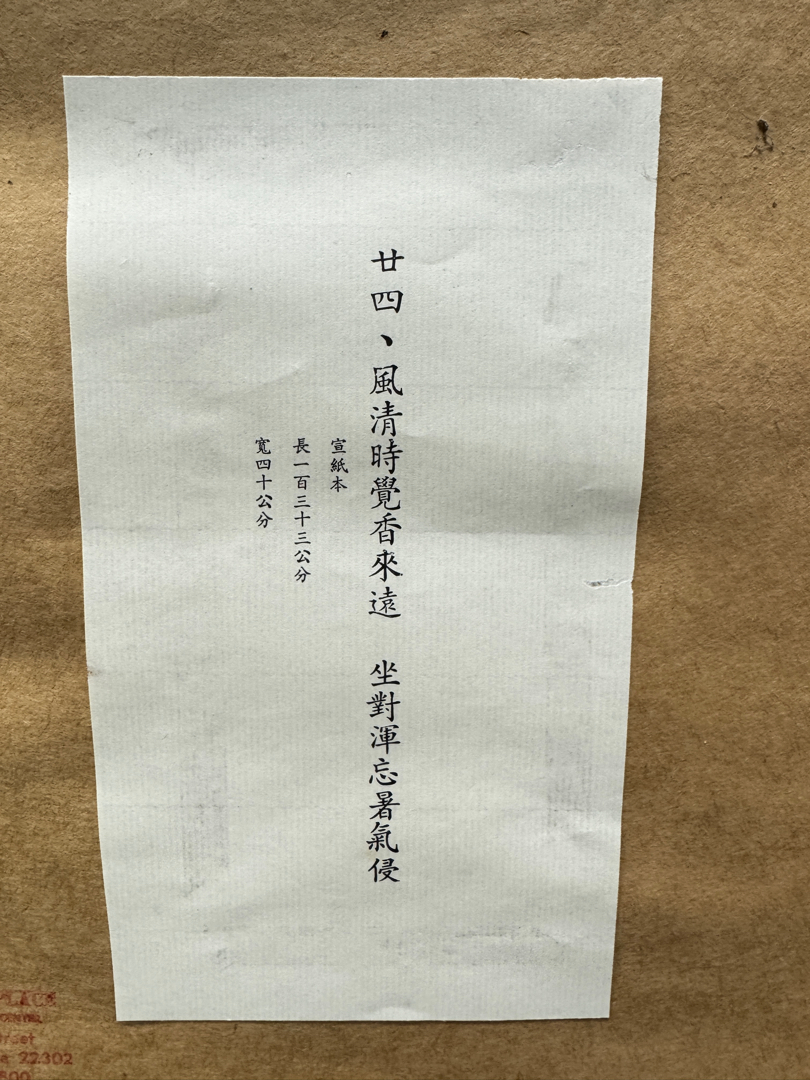 廿四、風清時覺香來遠　坐對渾忘暑氣侵
宣紙本
長一百三十三公分
寬四十公分
22302